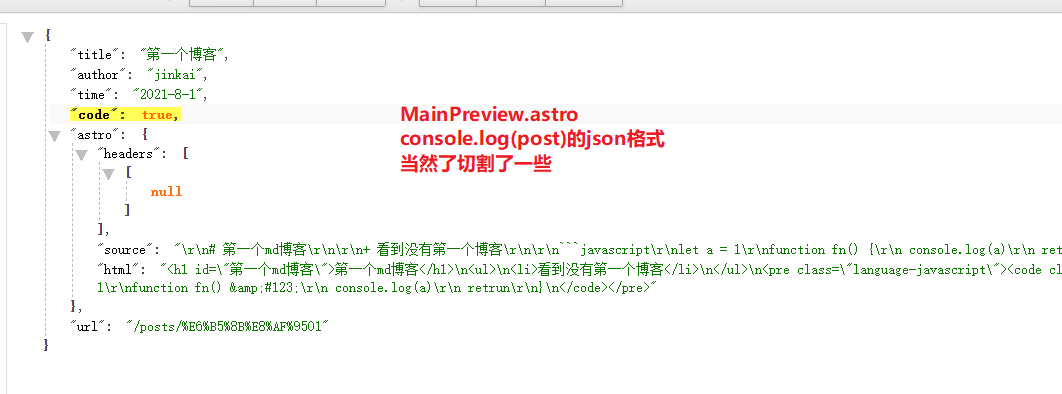 {
"title": "第一个博客",
"author": "jinkai",
"time": "2021-8-1",
"code": true,
"astro": {
"headers": [
[
null
]
],
"source": "\r\n# 第一个md博客\r\n\r\n+ 看到没有第一个博客\r\n\r\n```javascript\r\nlet a = 1\r\nfunction fn() {\r\n console.log(a)\r\n ret
"html": "<h1 id=\"第一个md博客\">第一个md博客</h1>\n<ul>\n<li>看到没有第一个博客</li>\n</ul>\n<pre class=\"language-javascript\"><code cl
1\r\nfunction fn() &amp;#123;\r\n console.log(a)\r\n retrun\r\n}\n</code></pre>"
},
"url": "/posts/%E6%B5%8B%E8%AF%9501"
}
MainPreview.astro
console.log(post)的json格式
当然了切割了一些